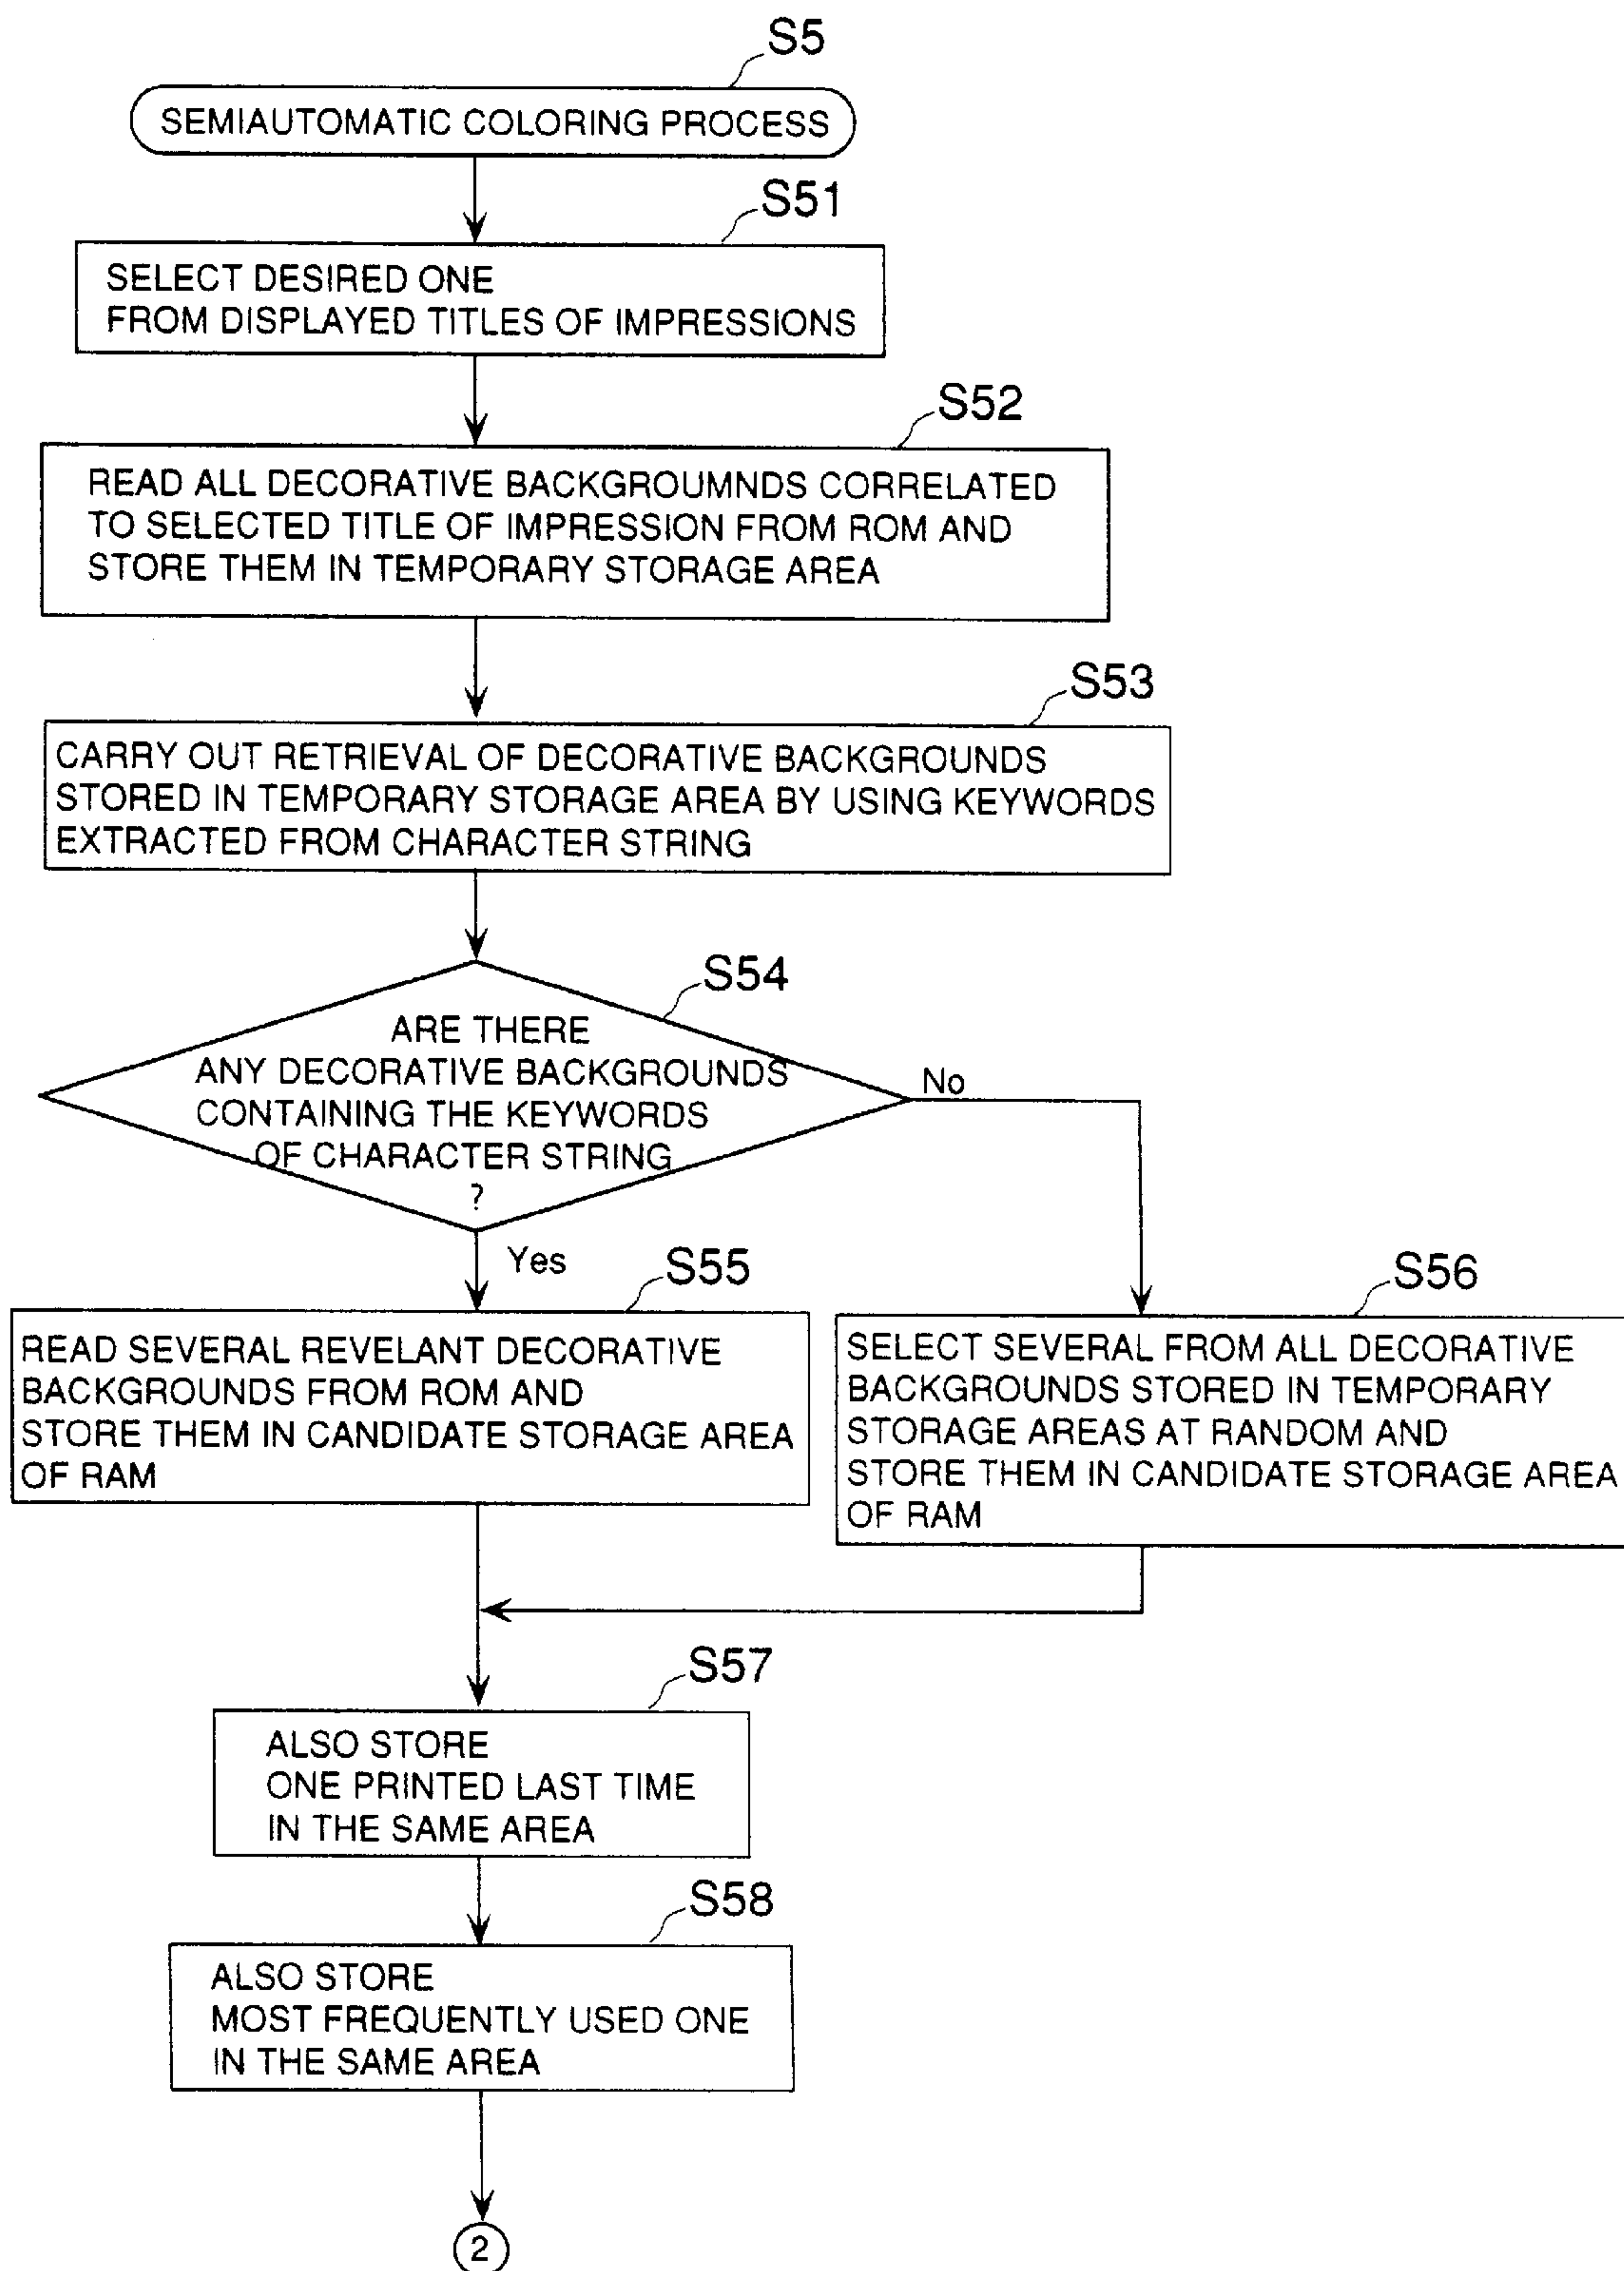 S5
SEMIAUTOMATIC COLORING PROCESS
S51
SELECT DESIRED ONE
FROM DISPLAYED TITLES OF IMPRESSIONS
S52
READ ALL DECORATIVE BACKGROUMNDS CORRELATED
TO SELECTED TITLE OF IMPRESSION FROM ROM AND
STORE THEM IN TEMPORARY STORAGE AREA
S53
CARRY OUT RETRIEVAL OF DECORATIVE BACKGROUNDS
STORED IN TEMPORARY STORAGE AREA BY USING KEYWORDS
EXTRACTED FROM CHARACTER STRING
S54
ARE THERE
ANY DECORATIVE BACKGROUNDS
CONTAINING THE KEYWORDS
OF CHARACTER STRING
?
No
Yes
S55
READ SEVERAL REVELANT DECORATIVE
BACKGROUNDS FROM ROM AND
STORE THEM IN CANDIDATE STORAGE AREA
OF RAM
S56
SELECT SEVERAL FROM ALL DECORATIVE
BACKGROUNDS STORED IN TEMPORARY
STORAGE AREAS AT RANDOM AND
STORE THEM IN CANDIDATE STORAGE AREA
OF RAM
S57
ALSO STORE
ONE PRINTED LAST TIME
IN THE SAME AREA
S58
ALSO STORE
MOST FREQUENTLY USED ONE
IN THE SAME AREA
2